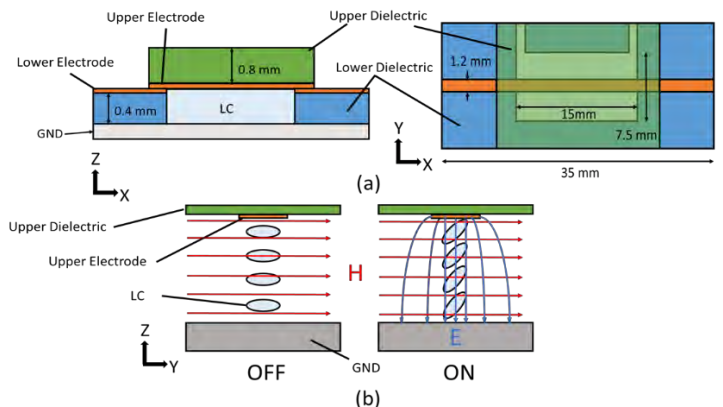 Upper Electrode
Upper Dielectric
Lower Electrode
0.8 mm
1.2 mm
Lower Dielectric
0.4 mm
LC
15mm
7.5 mm
GND
Z
X
Y
X
35 mm
(a)
Upper Dielectric
Upper Electrode
H
LC
Z
Y
E
GND
OFF
ON
(b)